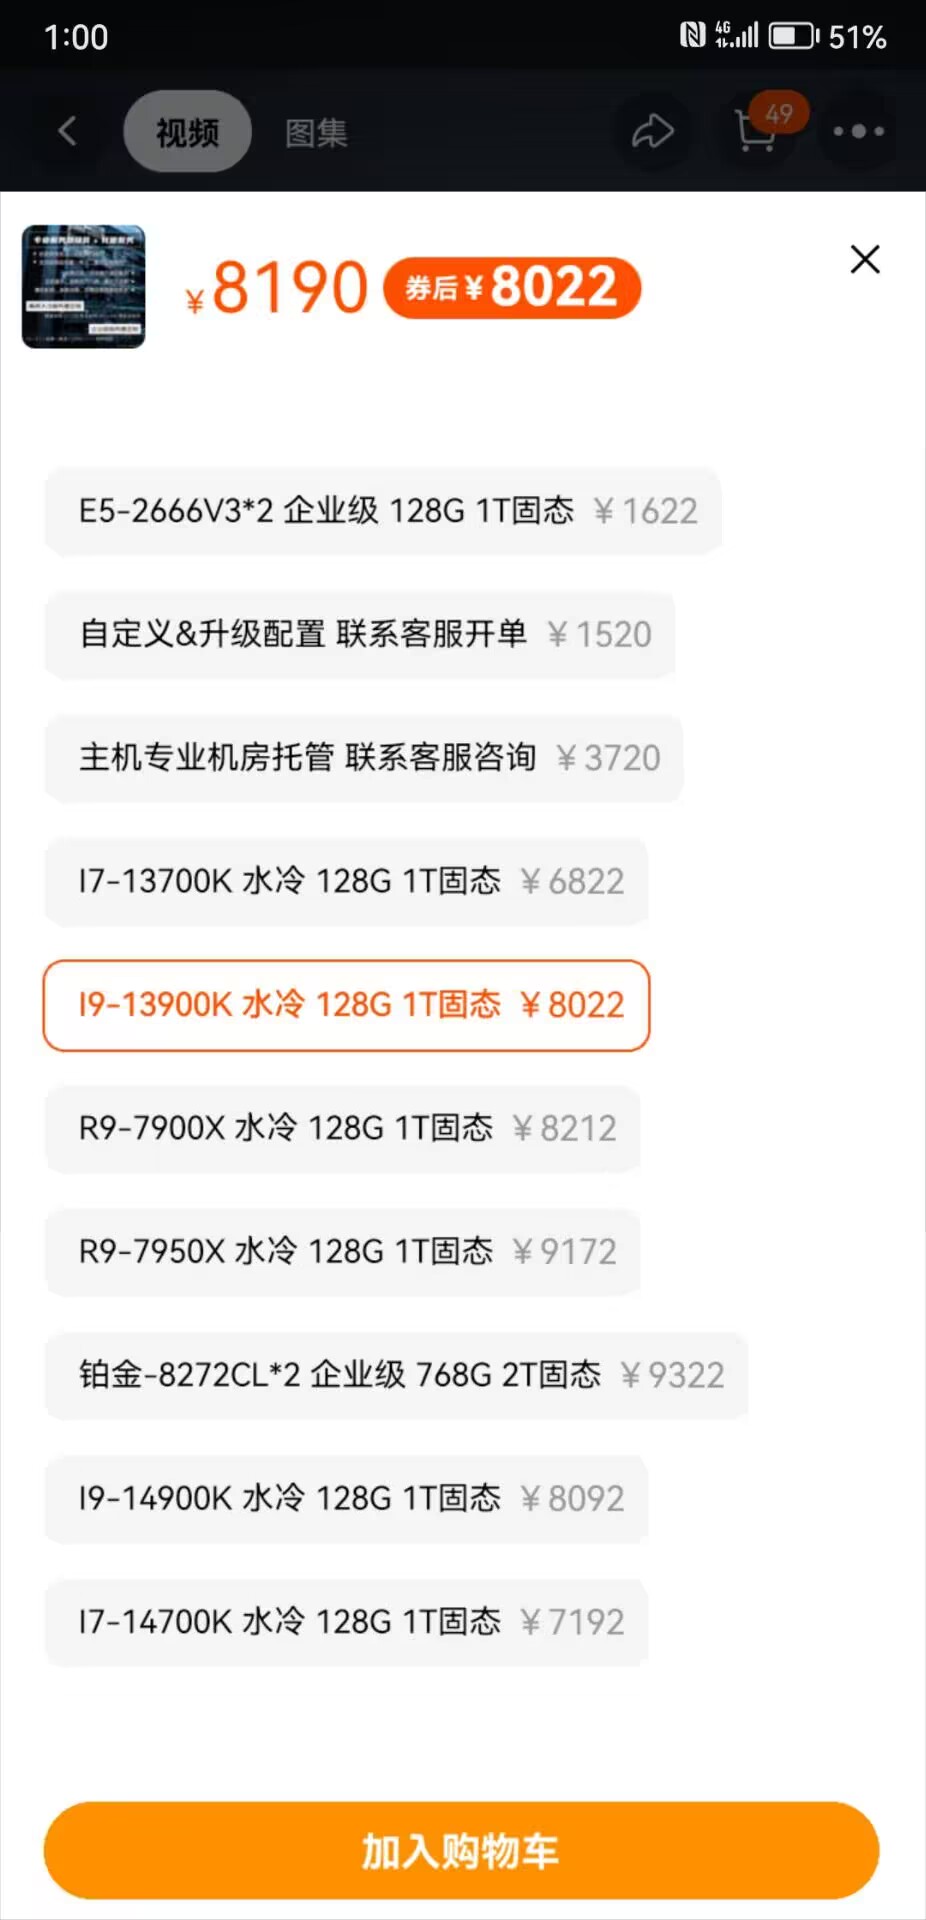 1:00
4G
51%
视频 图集
49
¥8190 券后¥8022
E5-2666V3*2 企业级 128G 1T固态 ¥1622
自定义&升级配置 联系客服开单 ¥1520
主机专业机房托管 联系客服咨询 ¥3720
I7-13700K 水冷 128G 1T固态 ¥6822
I9-13900K 水冷 128G 1T固态 ¥8022
R9-7900X 水冷 128G 1T固态 ¥8212
R9-7950X 水冷 128G 1T固态 ¥9172
铂金-8272CL*2 企业级 768G 2T固态 ¥9322
I9-14900K 水冷 128G 1T固态 ¥8092
I7-14700K 水冷 128G 1T固态 ¥7192
加入购物车